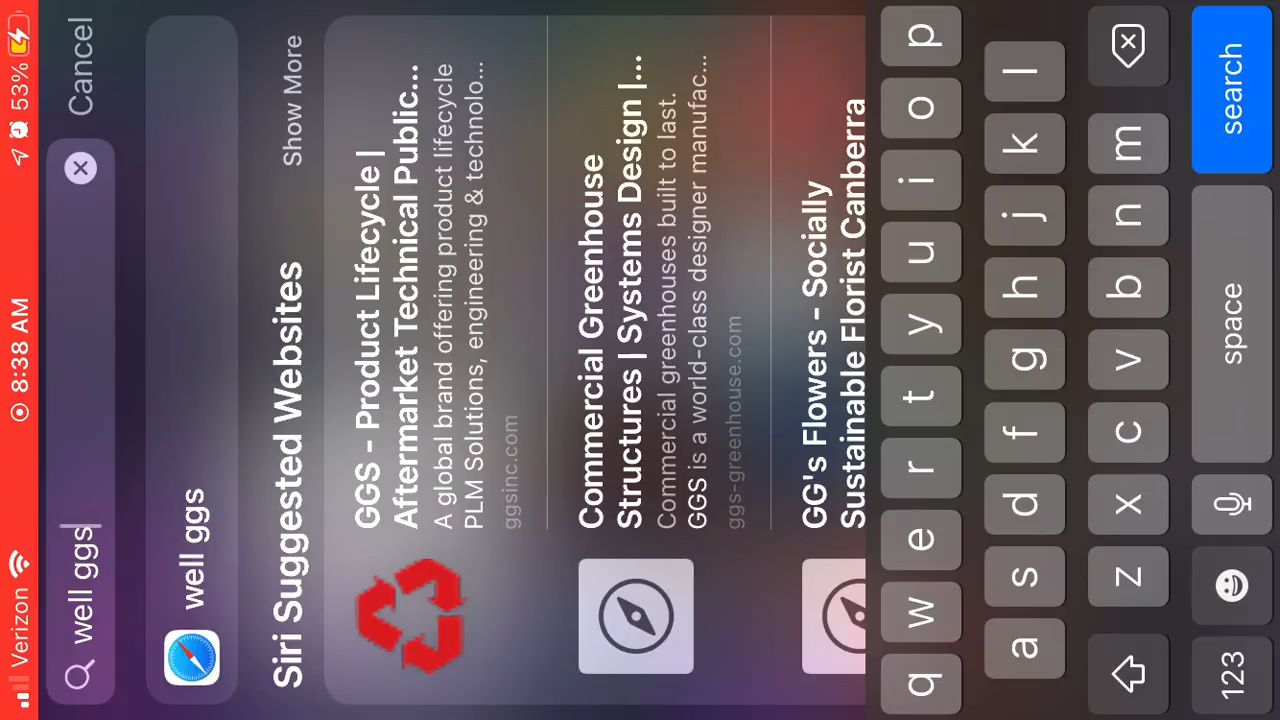 Verizon 8:38 AM 53%
well ggs Cancel
well ggs
Siri Suggested Websites Show More
GGS - Product Lifecycle |
Aftermarket Technical Public...
A global brand offering product lifecycle
PLM Solutions, engineering & technolo...
ggsinc.com
Commercial Greenhouse
Structures | Systems Design |...
Commercial greenhouses built to last.
GGS is a world-class designer manufac...
ggs-greenhouse.com
GG's Flowers - Socially
Sustainable Florist Canberra
q w e r t y u i o p
a s d f g h j k l
z x c v b n m
123 space search